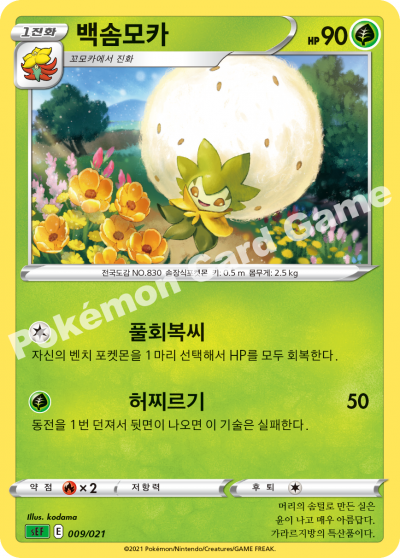 1진화
백솜모카
HP 90
꼬모카에서 진화
전국도감 NO.830 솜장식포켓몬 키: 0.5 m 몸무게: 2.5 kg
Pokémon Card Game
풀회복씨
자신의 벤치 포켓몬을 1마리 선택해서 HP를 모두 회복한다.
허찌르기 50
동전을 1번 던져서 뒷면이 나오면 이 기술은 실패한다.
약점 ×2 저항력 후퇴
Illus. kodama
sEF E 009/021
머리의 솜털로 만든 실은
윤이 나고 매우 아름답다.
가라르지방의 특산품이다.
©2021 Pokémon/Nintendo/Creatures/GAME FREAK.